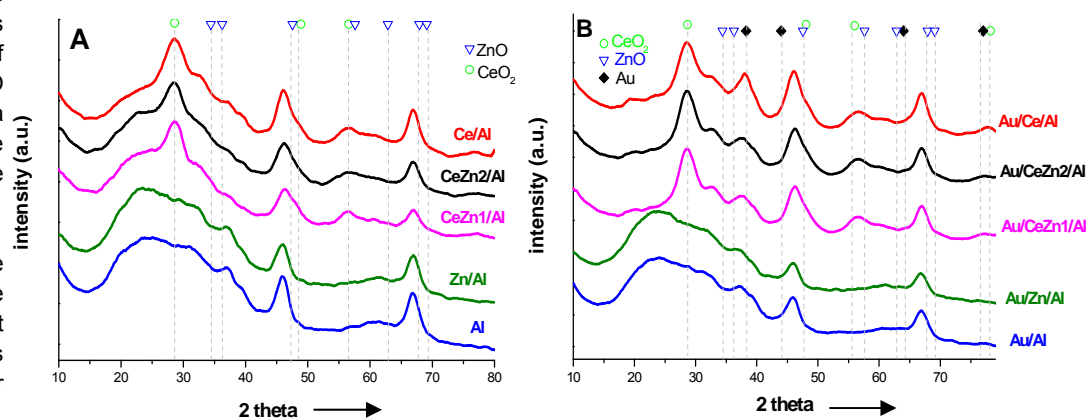 A
ZnO
CeO2
Ce/Al
CeZn2/Al
CeZn1/Al
Zn/Al
Al
intensity (a.u.)
10 20 30 40 50 60 70 80
2 theta
B
CeO2
ZnO
Au
Au/Ce/Al
Au/CeZn2/Al
Au/CeZn1/Al
Au/Zn/Al
Au/Al
intensity (a.u.)
10 20 30 40 50 60 70
2 theta